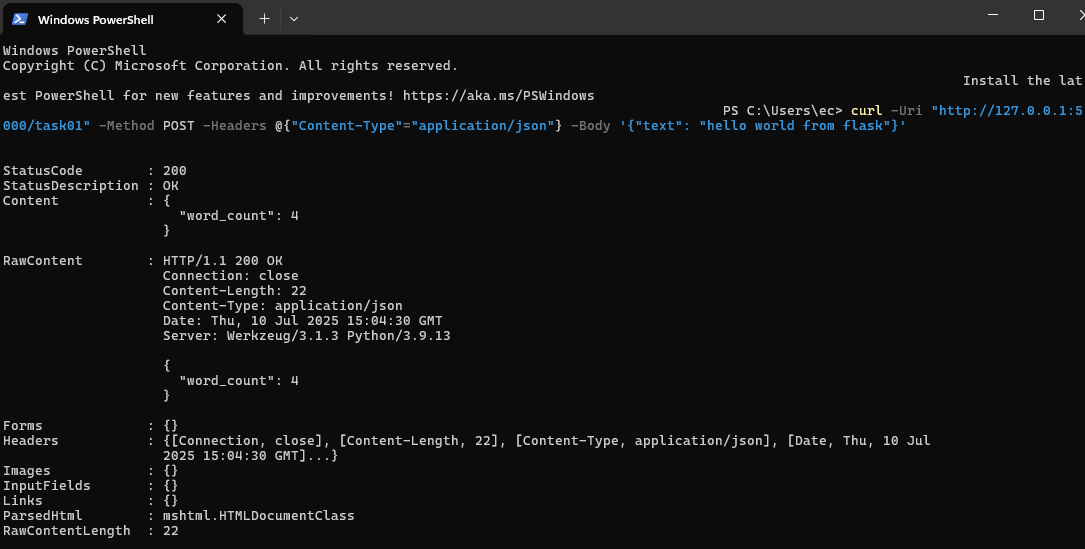 Windows PowerShell
Windows PowerShell
Copyright (C) Microsoft Corporation. All rights reserved.
Install the lat
est PowerShell for new features and improvements! https://aka.ms/PSWindows
PS C:\Users\ec> curl -Uri "http://127.0.0.1:5
000/task01" -Method POST -Headers @{"Content-Type"="application/json"} -Body '{"text": "hello world from flask"}'
StatusCode        : 200
StatusDescription : OK
Content           : {
                      "word_count": 4
                    }
RawContent        : HTTP/1.1 200 OK
                    Connection: close
                    Content-Length: 22
                    Content-Type: application/json
                    Date: Thu, 10 Jul 2025 15:04:30 GMT
                    Server: Werkzeug/3.1.3 Python/3.9.13
                    {
                      "word_count": 4
                    }
Forms             : {}
Headers           : {[Connection, close], [Content-Length, 22], [Content-Type, application/json], [Date, Thu, 10 Jul
                    2025 15:04:30 GMT]...}
Images            : {}
InputFields       : {}
Links             : {}
ParsedHtml        : mshtml.HTMLDocumentClass
RawContentLength  : 22